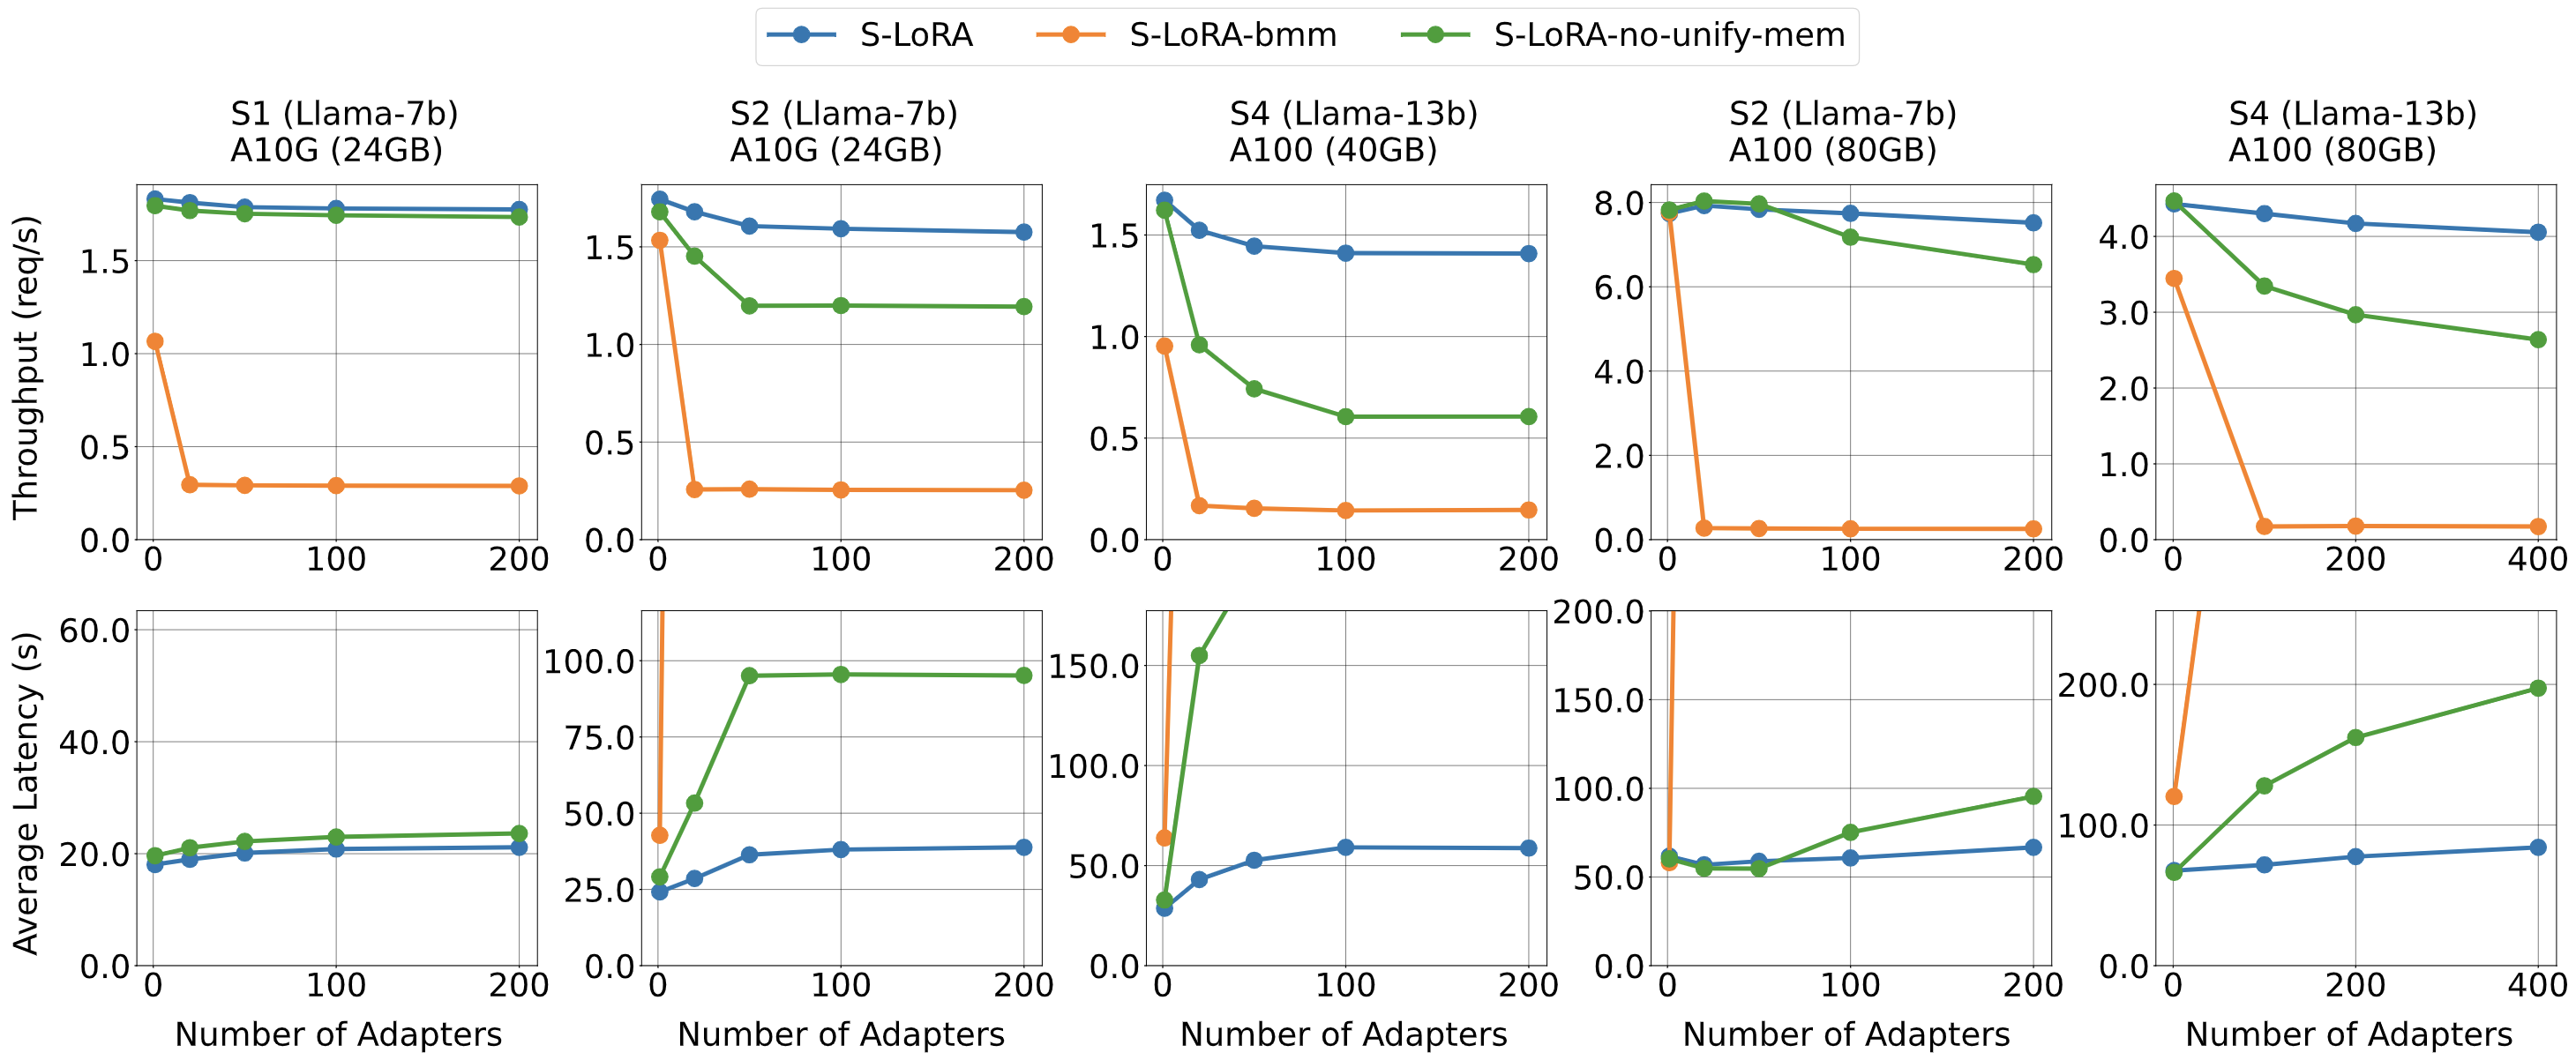 S-LoRA S-LoRA-bmm S-LoRA-no-unify-mem
S1 (Llama-7b)
A10G (24GB)
S2 (Llama-7b)
A10G (24GB)
S4 (Llama-13b)
A100 (40GB)
S2 (Llama-7b)
A100 (80GB)
S4 (Llama-13b)
A100 (80GB)
Throughput (req/s)
1.5
1.0
0.5
0.0
0 100 200
1.5
1.0
0.5
0.0
0 100 200
1.5
1.0
0.5
0.0
0 100 200
8.0
6.0
4.0
2.0
0.0
0 100 200
4.0
3.0
2.0
1.0
0.0
0 200 400
Average Latency (s)
60.0
40.0
20.0
0.0
0 100 200
Number of Adapters
100.0
75.0
50.0
25.0
0.0
0 100 200
Number of Adapters
150.0
100.0
50.0
0.0
0 100 200
Number of Adapters
200.0
150.0
100.0
50.0
0.0
0 100 200
Number of Adapters
200.0
100.0
0.0
0 200 400
Number of Adapters